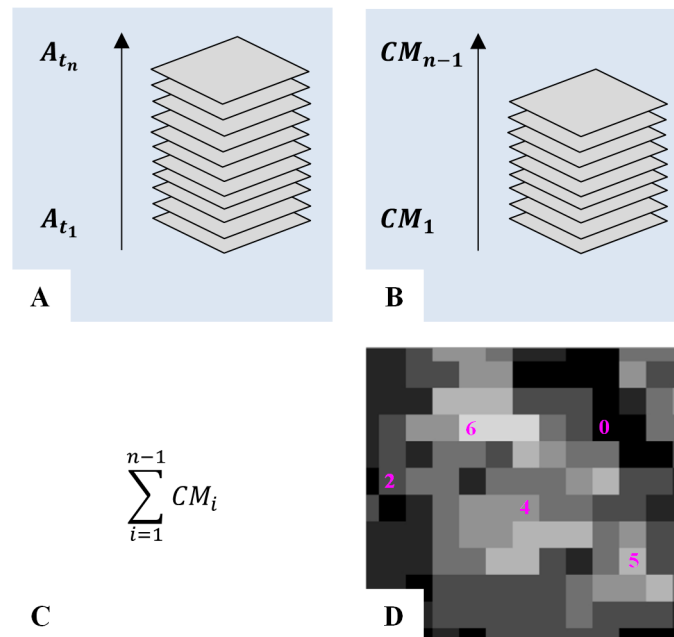 A_{t_n}
A_{t_1}
A
CM_{n-1}
CM_1
B
\sum_{i=1}^{n-1} CM_i
C
6
0
2
4
5
D